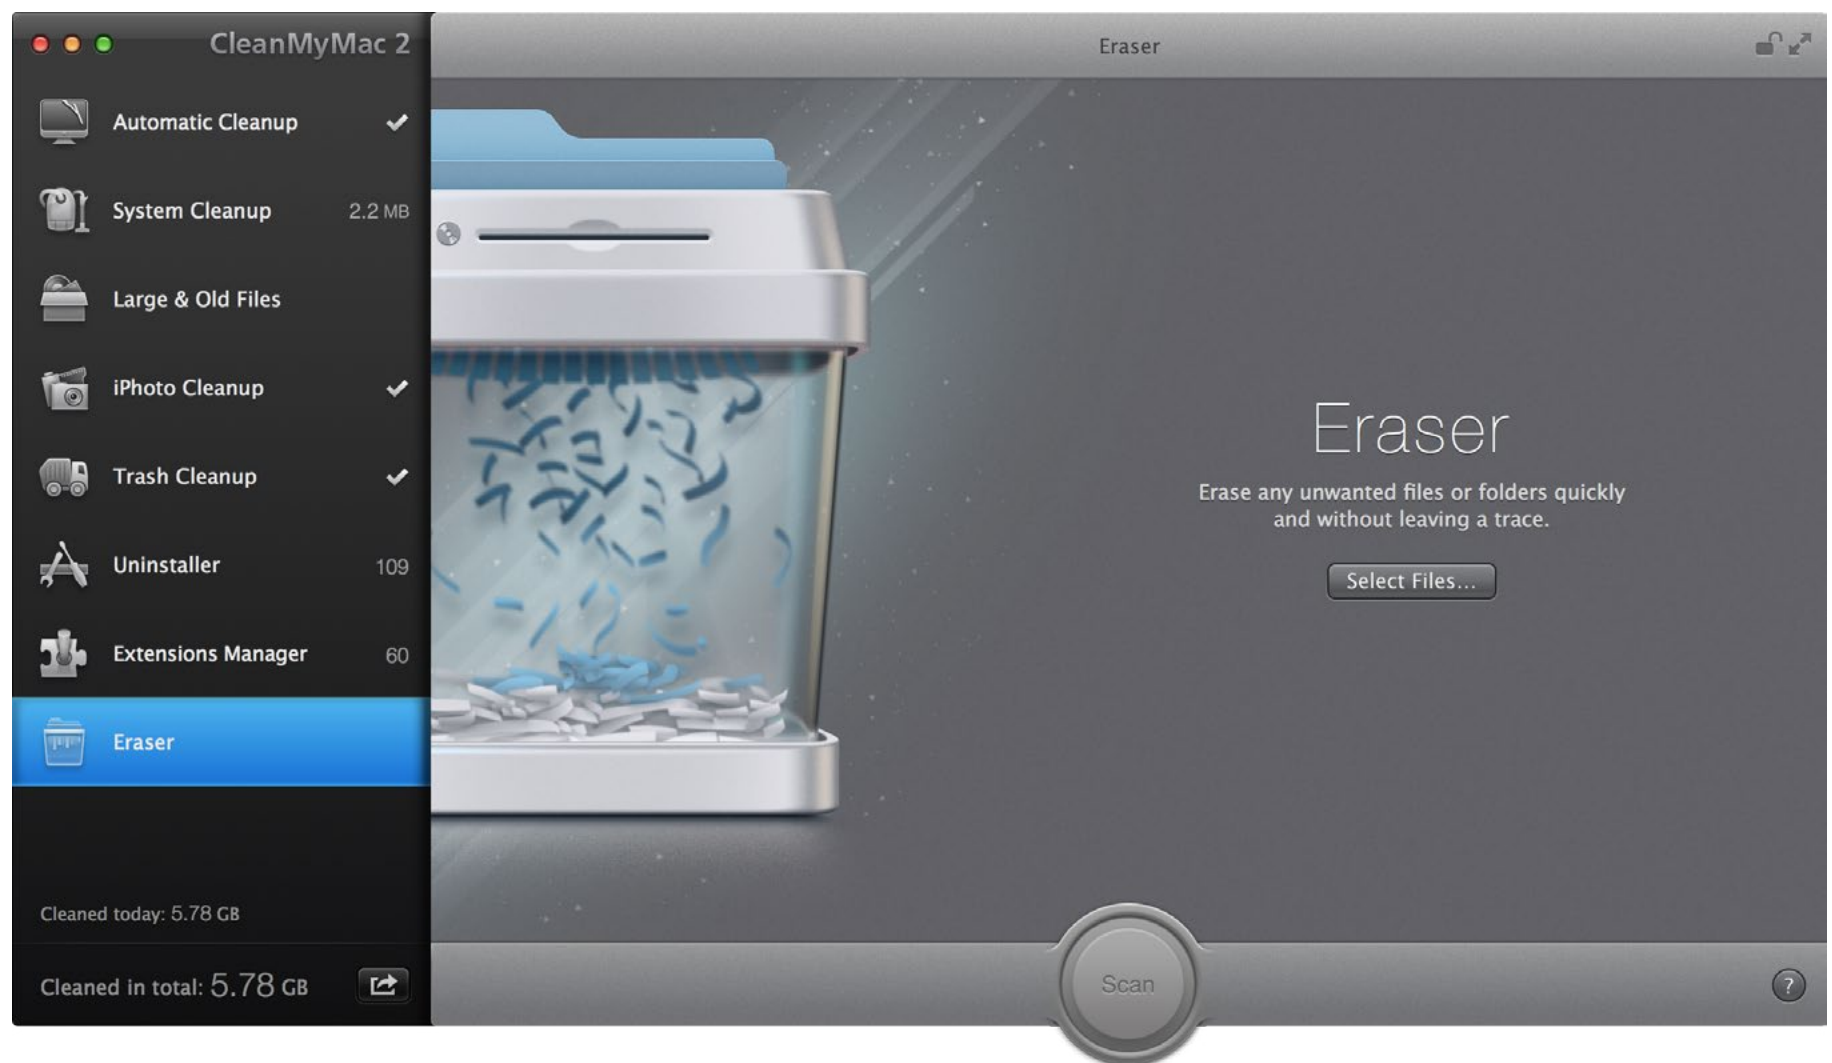 CleanMyMac 2
Automatic Cleanup
System Cleanup 2.2 MB
Large & Old Files
iPhoto Cleanup
Trash Cleanup
Uninstaller 109
Extensions Manager 60
Eraser
Cleaned today: 5.78 GB
Cleaned in total: 5.78 GB
Eraser
Eraser
Erase any unwanted files or folders quickly
and without leaving a trace.
Select Files...
Scan
?